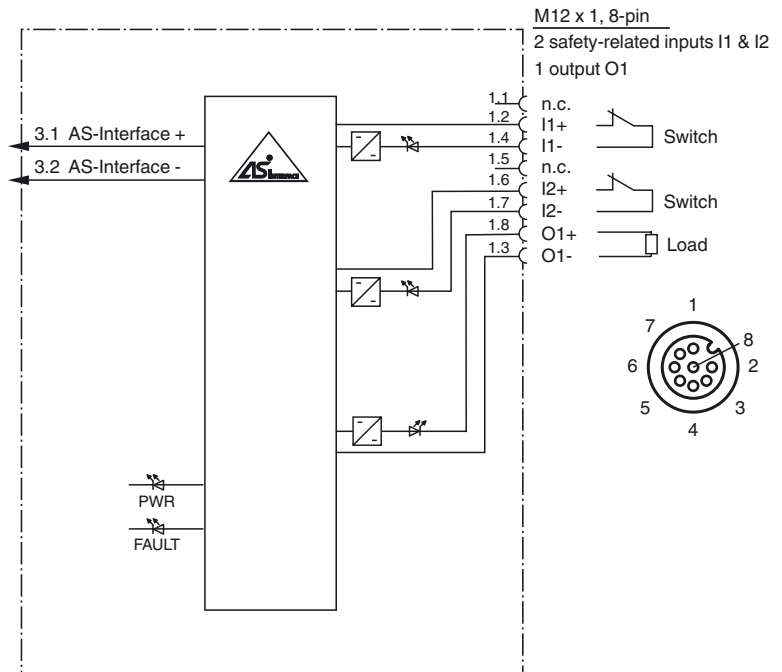 M12 x 1, 8-pin
2 safety-related inputs I1 & I2
1 output O1
1.1 n.c.
1.2 I1+
1.4 I1-
Switch
1.5 n.c.
1.6 I2+
1.7 I2-
Switch
1.8 O1+
1.3 O1-
Load
3.1 AS-Interface +
3.2 AS-Interface -
AS-INTERFACE
1
7
8
6
2
5
3
4
PWR
FAULT